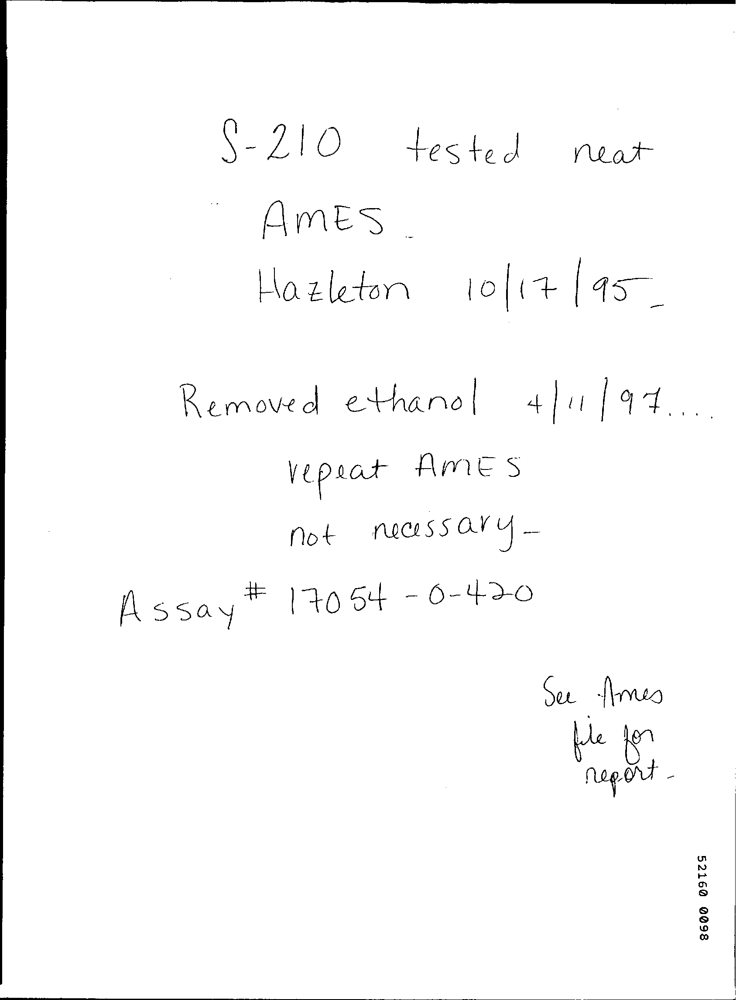 S-210 tested neat
AMES.
Hazleton 10/17/95-
Removed ethanol 4/11/97....
repeat AMES
not necessary-
Assay # 17054-0-420
See Ames
file for
report-
52160 0098